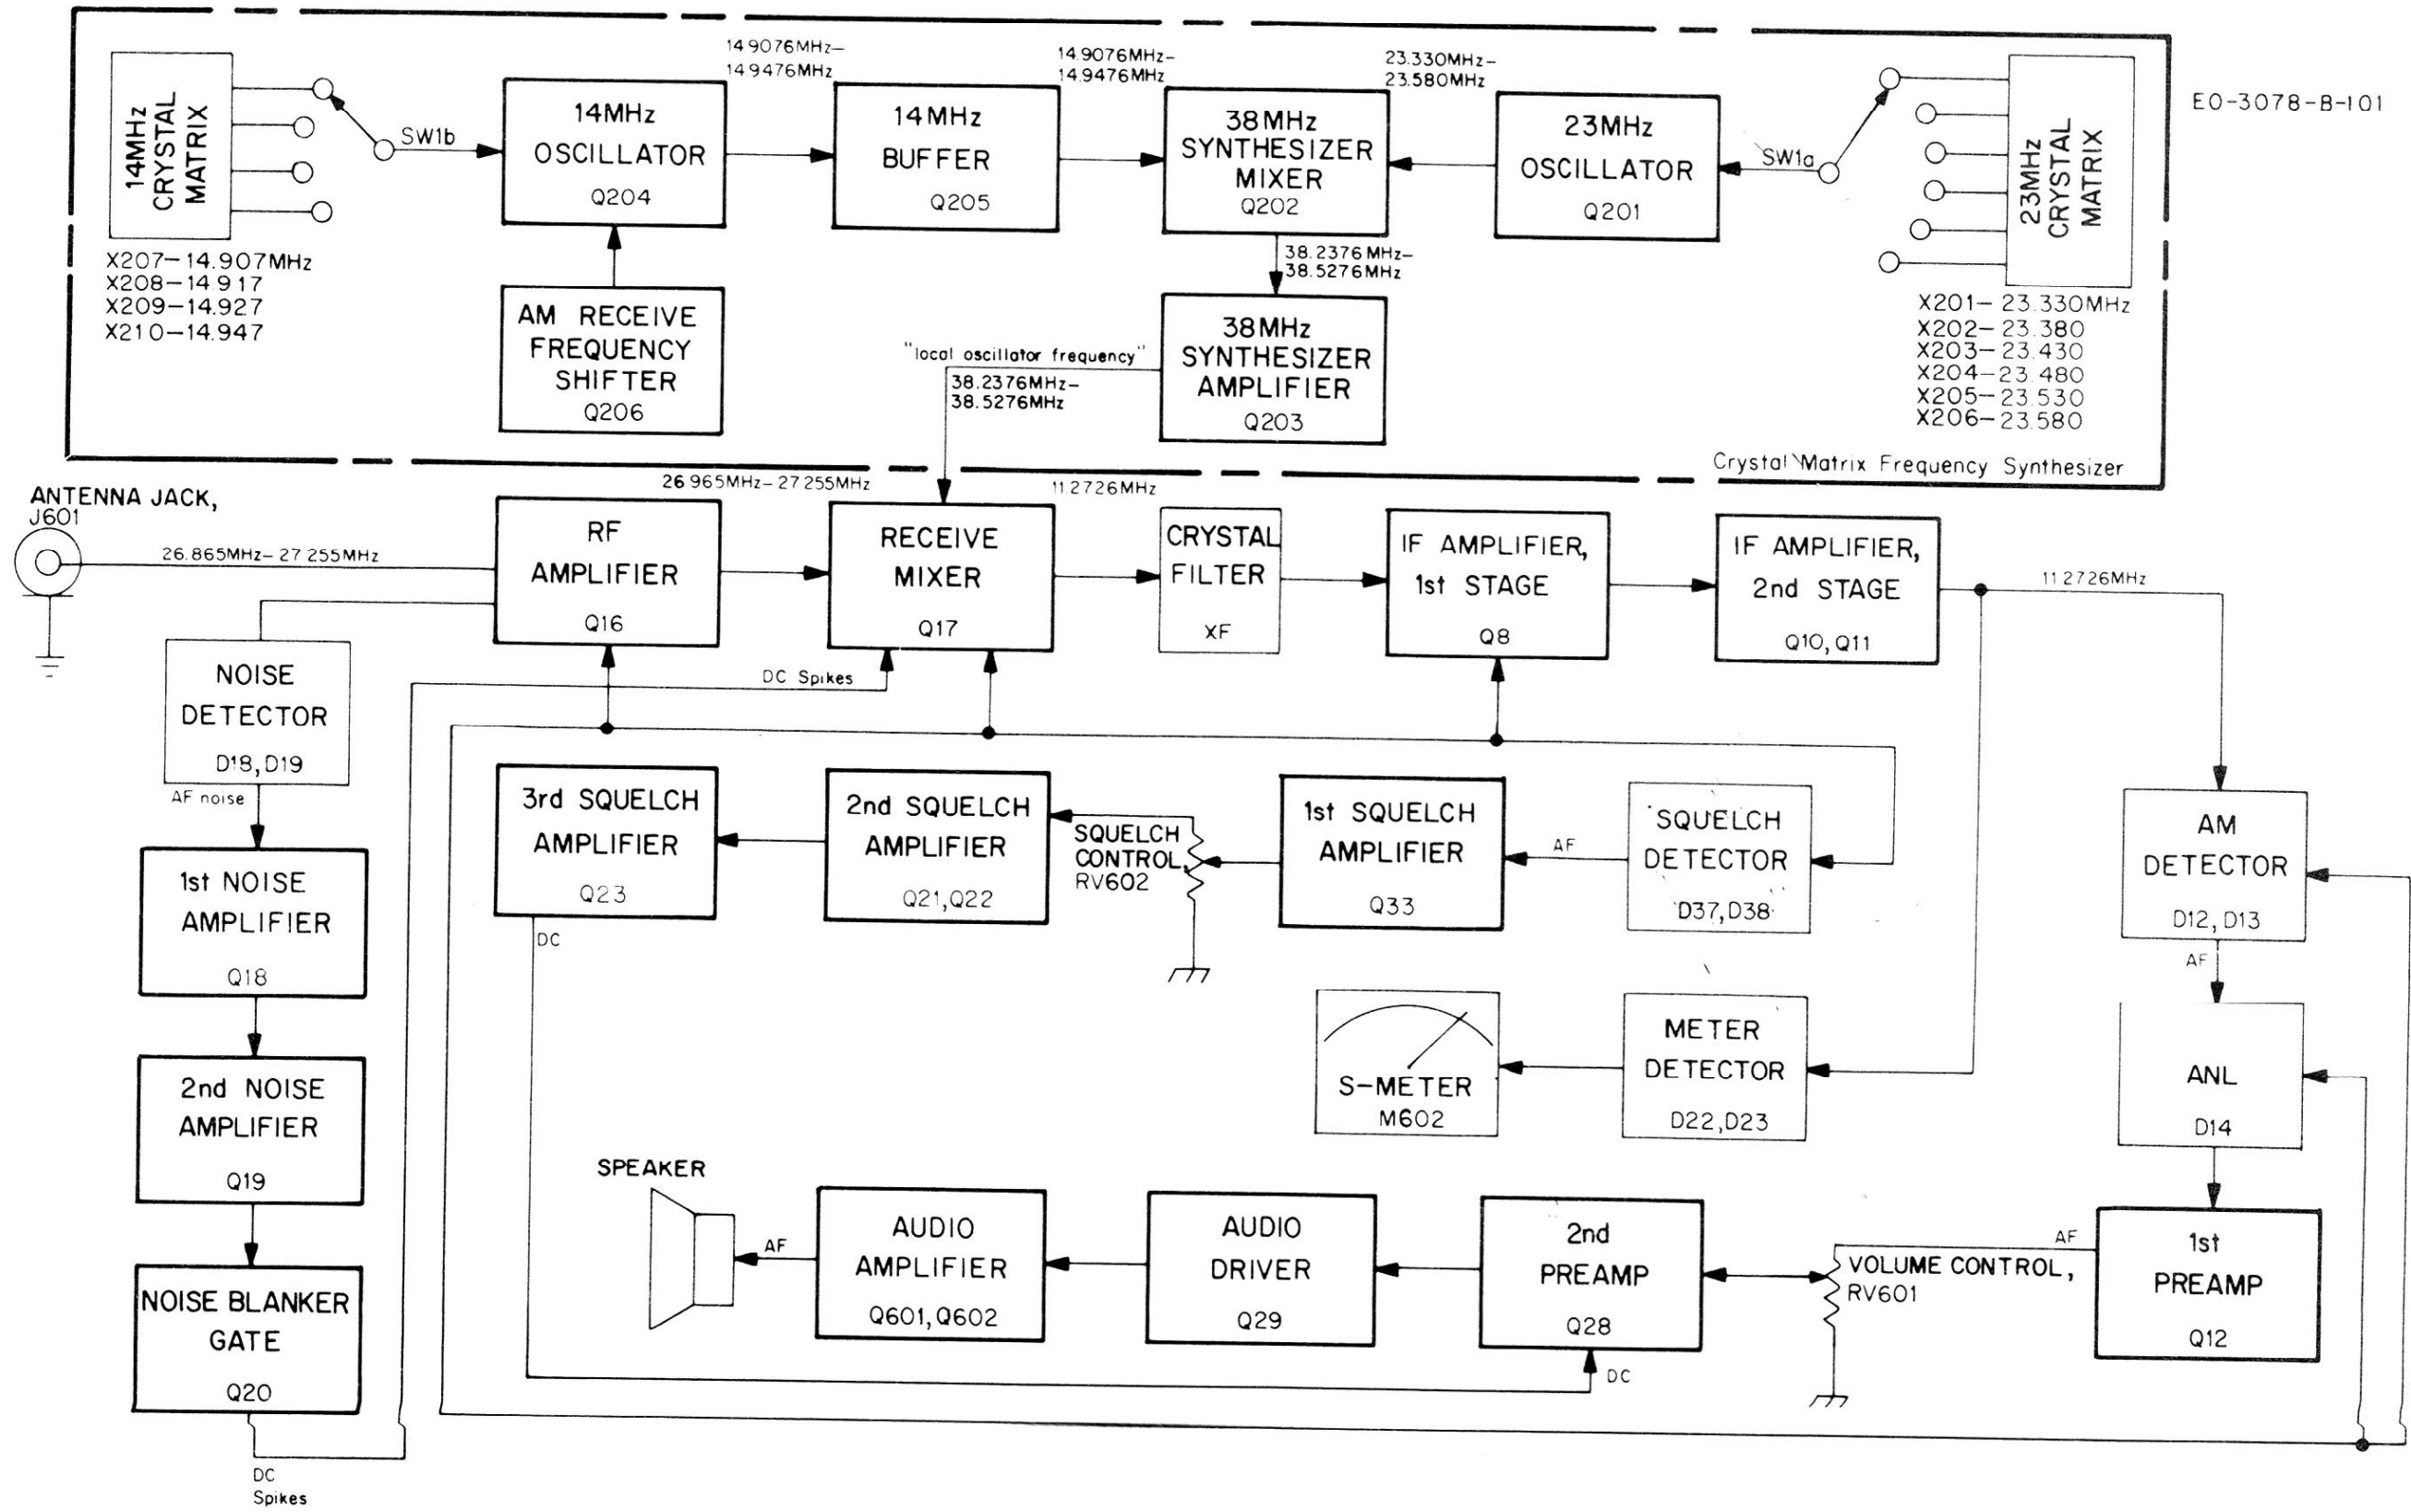 14MHz
CRYSTAL
MATRIX
X207-14.907MHz
X208-14.917
X209-14.927
X210-14.947
SW1b
14MHz
OSCILLATOR
Q204
14.9076MHz-
14.9476MHz
14MHz
BUFFER
Q205
14.9076MHz-
14.9476MHz
38MHz
SYNTHESIZER
MIXER
Q202
23.330MHz-
23.580MHz
23MHz
OSCILLATOR
Q201
SW1a
23MHz
CRYSTAL
MATRIX
EO-3078-B-101
X201-23.330MHz
X202-23.380
X203-23.430
X204-23.480
X205-23.530
X206-23.580
AM RECEIVE
FREQUENCY
SHIFTER
Q206
38.2376MHz-
38.5276MHz
38MHz
SYNTHESIZER
AMPLIFIER
Q203
"local oscillator frequency"
38.2376MHz-
38.5276MHz
Crystal Matrix Frequency Synthesizer
ANTENNA JACK,
J601
26.865MHz-27.255MHz
RF
AMPLIFIER
Q16
26.965MHz-27.255MHz
RECEIVE
MIXER
Q17
11.2726MHz
CRYSTAL
FILTER
XF
IF AMPLIFIER,
1st STAGE
Q8
IF AMPLIFIER,
2nd STAGE
Q10,Q11
11.2726MHz
NOISE
DETECTOR
D18,D19
AF noise
DC Spikes
1st NOISE
AMPLIFIER
Q18
2nd NOISE
AMPLIFIER
Q19
NOISE BLANKER
GATE
Q20
DC
Spikes
3rd SQUELCH
AMPLIFIER
Q23
DC
2nd SQUELCH
AMPLIFIER
Q21,Q22
SQUELCH
CONTROL,
RV602
1st SQUELCH
AMPLIFIER
Q33
AF
SQUELCH
DETECTOR
D37,D38
AM
DETECTOR
D12,D13
AF
S-METER
M602
METER
DETECTOR
D22,D23
ANL
D14
SPEAKER
AF
AUDIO
AMPLIFIER
Q601,Q602
AUDIO
DRIVER
Q29
2nd
PREAMP
Q28
DC
VOLUME CONTROL,
RV601
AF
1st
PREAMP
Q12